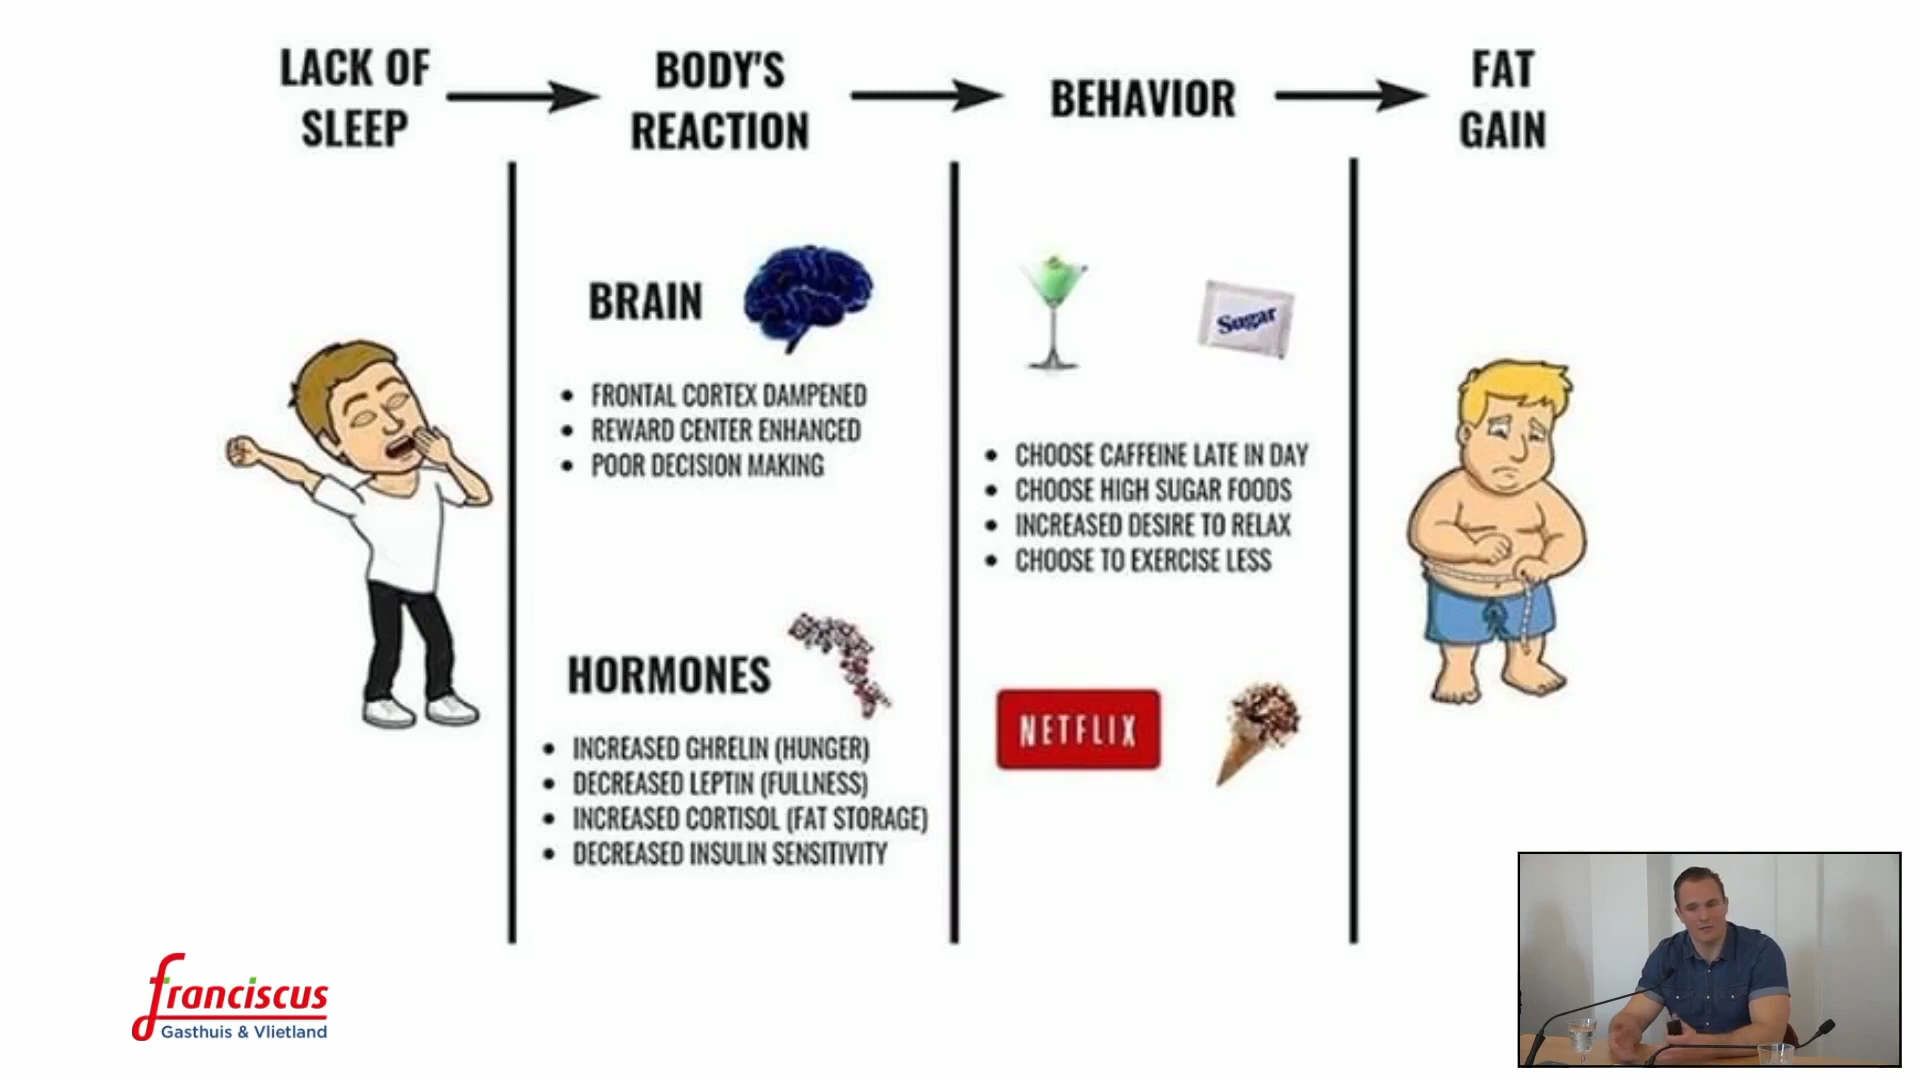 LACK OF
SLEEP
BODY'S
REACTION
BEHAVIOR
FAT
GAIN
BRAIN
FRONTAL CORTEX DAMPENED
REWARD CENTER ENHANCED
POOR DECISION MAKING
HORMONES
INCREASED GHRELIN (HUNGER)
DECREASED LEPTIN (FULLNESS)
INCREASED CORTISOL (FAT STORAGE)
DECREASED INSULIN SENSITIVITY
Sugar
CHOOSE CAFFEINE LATE IN DAY
CHOOSE HIGH SUGAR FOODS
INCREASED DESIRE TO RELAX
CHOOSE TO EXERCISE LESS
NETFLIX
franciscus
Gasthuis & Vlietland